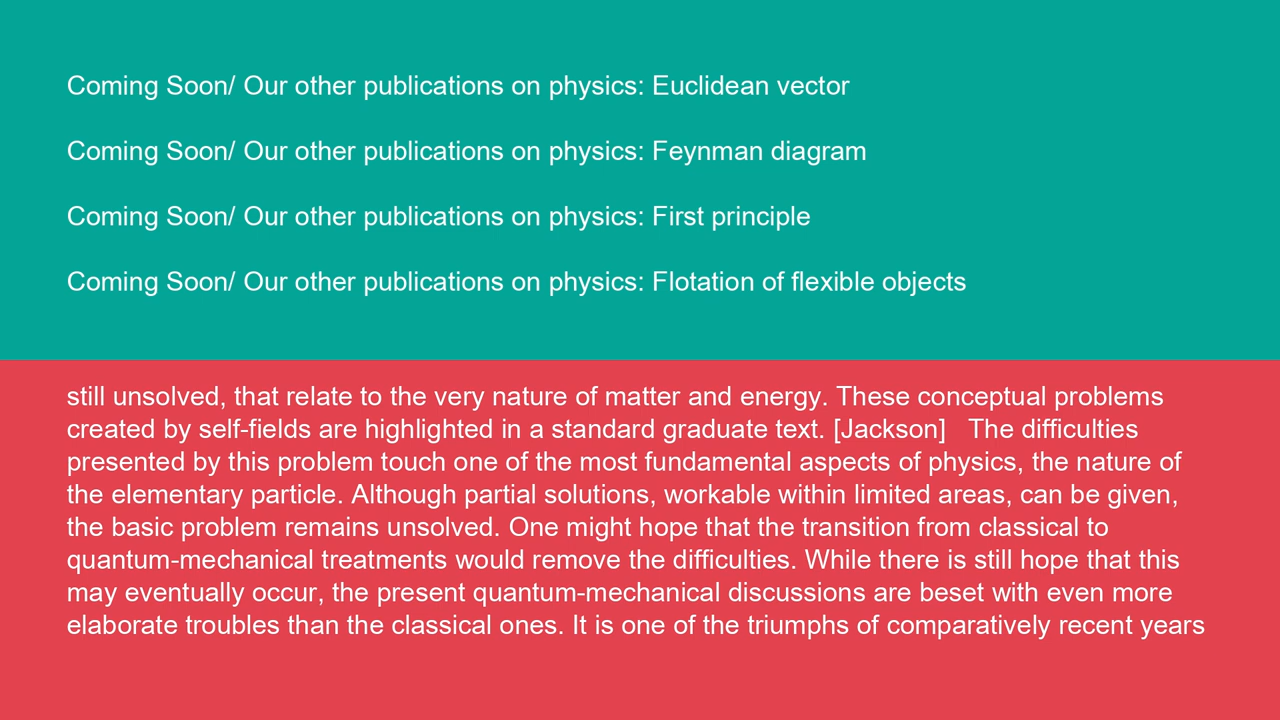 Coming Soon/ Our other publications on physics: Euclidean vector
Coming Soon/ Our other publications on physics: Feynman diagram
Coming Soon/ Our other publications on physics: First principle
Coming Soon/ Our other publications on physics: Flotation of flexible objects
still unsolved, that relate to the very nature of matter and energy. These conceptual problems
created by self-fields are highlighted in a standard graduate text. [Jackson]   The difficulties
presented by this problem touch one of the most fundamental aspects of physics, the nature of
the elementary particle. Although partial solutions, workable within limited areas, can be given,
the basic problem remains unsolved. One might hope that the transition from classical to
quantum-mechanical treatments would remove the difficulties. While there is still hope that this
may eventually occur, the present quantum-mechanical discussions are beset with even more
elaborate troubles than the classical ones. It is one of the triumphs of comparatively recent years